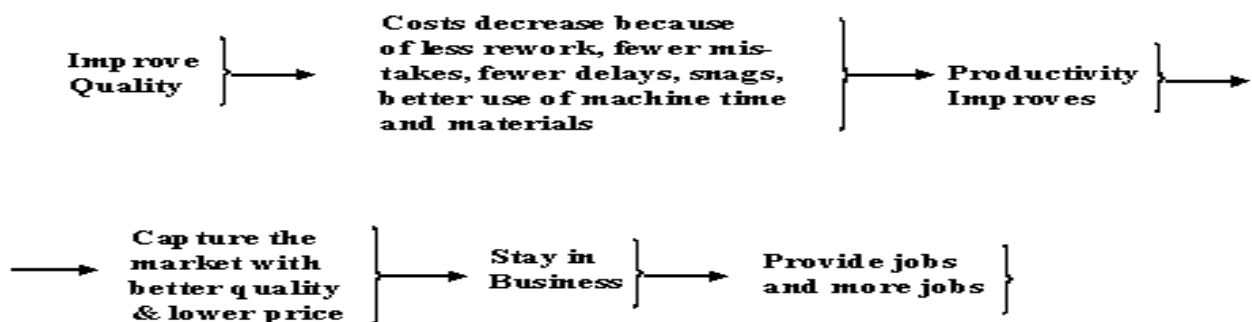 Improve
Quality
Costs decrease because
of less rework, fewer mis-
takes, fewer delays, snags,
better use of machine time
and materials
Productivity
Improves
Capture the
market with
better quality
& lower price
Stay in
Business
Provide jobs
and more jobs